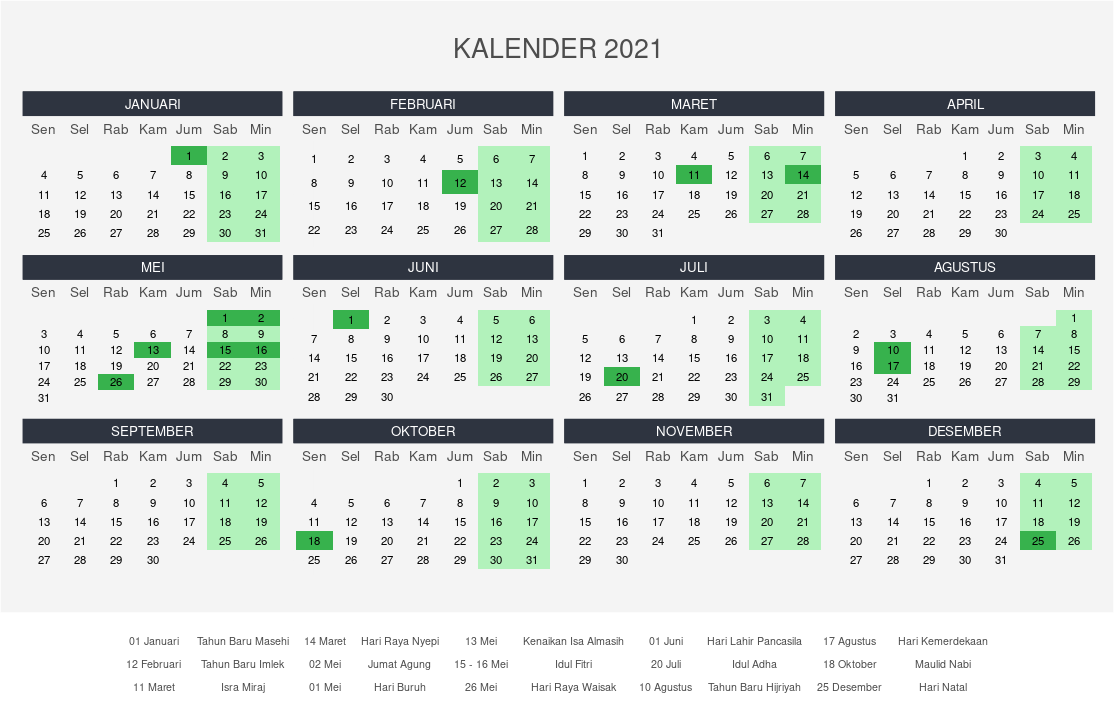 KALENDER 2021
JANUARI FEBRUARI MARET APRIL
Sen Sel Rab Kam Jum Sab Min Sen Sel Rab Kam Jum Sab Min Sen Sel Rab Kam Jum Sab Min Sen Sel Rab Kam Jum Sab Min
1 2 3 1 2 3 4 5 6 7 1 2 3 4 5 6 7 1 2 3 4
4 5 6 7 8 9 10 8 9 10 11 12 13 14 8 9 10 11 12 13 14 5 6 7 8 9 10 11
11 12 13 14 15 16 17 15 16 17 18 19 20 21 15 16 17 18 19 20 21 12 13 14 15 16 17 18
18 19 20 21 22 23 24 22 23 24 25 26 27 28 22 23 24 25 26 27 28 19 20 21 22 23 24 25
25 26 27 28 29 30 31 29 30 31 26 27 28 29 30
MEI JUNI JULI AGUSTUS
Sen Sel Rab Kam Jum Sab Min Sen Sel Rab Kam Jum Sab Min Sen Sel Rab Kam Jum Sab Min Sen Sel Rab Kam Jum Sab Min
1 2 1 2 3 4 5 6 1 2 3 4 1
3 4 5 6 7 8 9 7 8 9 10 11 12 13 5 6 7 8 9 10 11 2 3 4 5 6 7 8
10 11 12 13 14 15 16 14 15 16 17 18 19 20 12 13 14 15 16 17 18 9 10 11 12 13 14 15
17 18 19 20 21 22 23 21 22 23 24 25 26 27 19 20 21 22 23 24 25 16 17 18 19 20 21 22
24 25 26 27 28 29 30 28 29 30 26 27 28 29 30 31 23 24 25 26 27 28 29
31 30 31
SEPTEMBER OKTOBER NOVEMBER DESEMBER
Sen Sel Rab Kam Jum Sab Min Sen Sel Rab Kam Jum Sab Min Sen Sel Rab Kam Jum Sab Min Sen Sel Rab Kam Jum Sab Min
1 2 3 4 5 1 2 3 1 2 3 4 5 6 7 1 2 3 4 5
6 7 8 9 10 11 12 4 5 6 7 8 9 10 8 9 10 11 12 13 14 6 7 8 9 10 11 12
13 14 15 16 17 18 19 11 12 13 14 15 16 17 15 16 17 18 19 20 21 13 14 15 16 17 18 19
20 21 22 23 24 25 26 18 19 20 21 22 23 24 22 23 24 25 26 27 28 20 21 22 23 24 25 26
27 28 29 30 25 26 27 28 29 30 31 29 30 27 28 29 30 31
01 Januari Tahun Baru Masehi 14 Maret Hari Raya Nyepi 13 Mei Kenaikan Isa Almasih 01 Juni Hari Lahir Pancasila 17 Agustus Hari Kemerdekaan
12 Februari Tahun Baru Imlek 02 Mei Jumat Agung 15 - 16 Mei Idul Fitri 20 Juli Idul Adha 18 Oktober Maulid Nabi
11 Maret Isra Miraj 01 Mei Hari Buruh 26 Mei Hari Raya Waisak 10 Agustus Tahun Baru Hijriyah 25 Desember Hari Natal